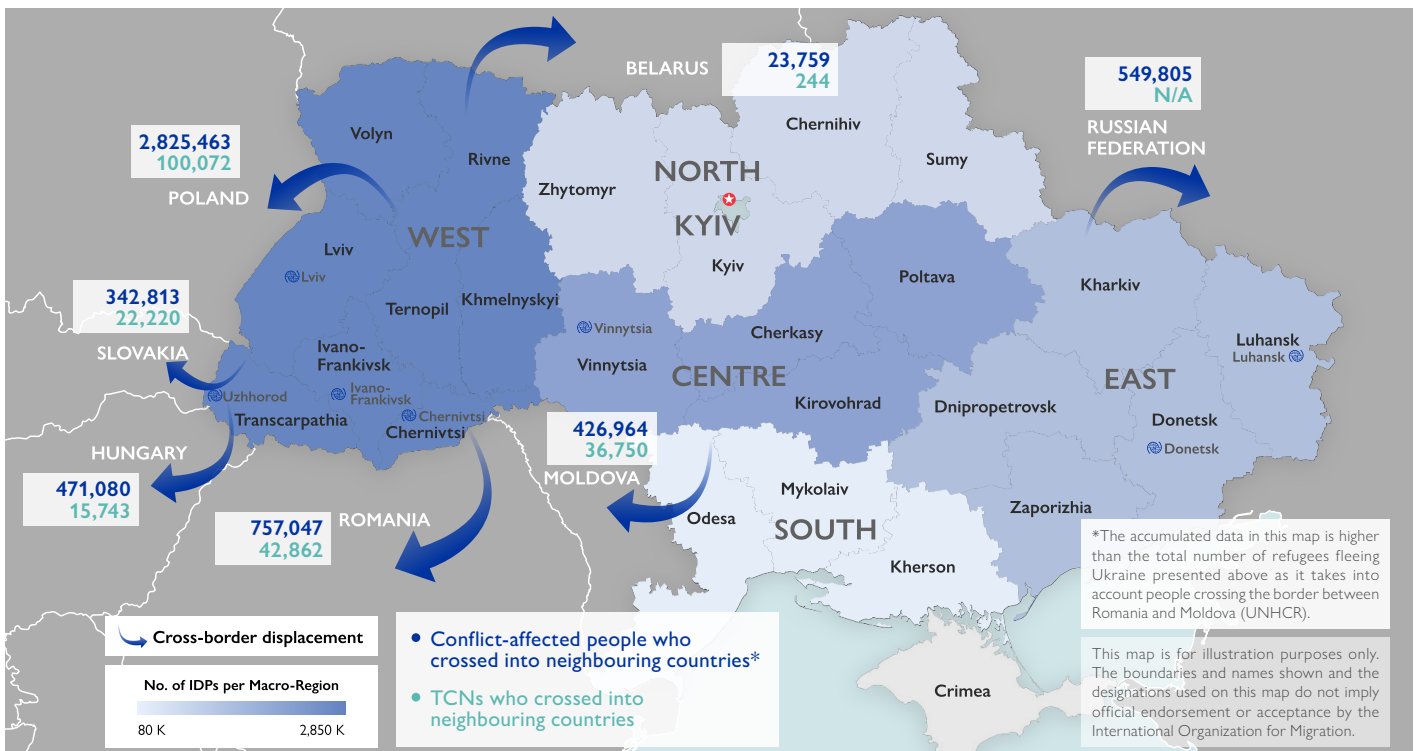 BELARUS
23,759
244
549,805
N/A
RUSSIAN
FEDERATION
2,825,463
100,072
POLAND
Volyn
Rivne
Zhytomyr
NORTH
Chernihiv
Sumy
KYIV
Kyiv
WEST
Lviv
Lviv
Ternopil
Khmelnyskyi
Poltava
Kharkiv
342,813
22,220
SLOVAKIA
Ivano-
Frankivsk
Ivano-
Frankivsk
Uzhhorod
Transcarpathia
Chernivtsi
Chernivtsi
Vinnytsia
Vinnytsia
Cherkasy
CENTRE
Kirovohrad
Luhansk
Luhansk
EAST
Dnipropetrovsk
Donetsk
Donetsk
HUNGARY
471,080
15,743
757,047
42,862
ROMANIA
426,964
36,750
MOLDOVA
Odesa
Mykolaiv
SOUTH
Kherson
Zaporizhia
Crimea
*The accumulated data in this map is higher
than the total number of refugees fleeing
Ukraine presented above as it takes into
account people crossing the border between
Romania and Moldova (UNHCR).
This map is for illustration purposes only.
The boundaries and names shown and the
designations used on this map do not imply
official endorsement or acceptance by the
International Organization for Migration.
Cross-border displacement
No. of IDPs per Macro-Region
80 K 2,850 K
• Conflict-affected people who
crossed into neighbouring countries*
• TCNs who crossed into
neighbouring countries